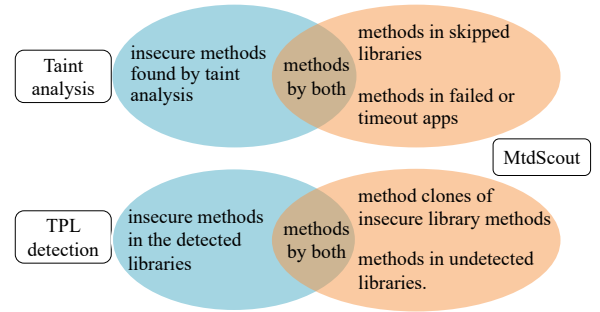 Taint
analysis
insecure methods
found by taint
analysis
methods
by both
methods in skipped
libraries
methods in failed or
timeout apps
MtdScout
TPL
detection
insecure methods
in the detected
libraries
methods
by both
method clones of
insecure library methods
methods in undetected
libraries.